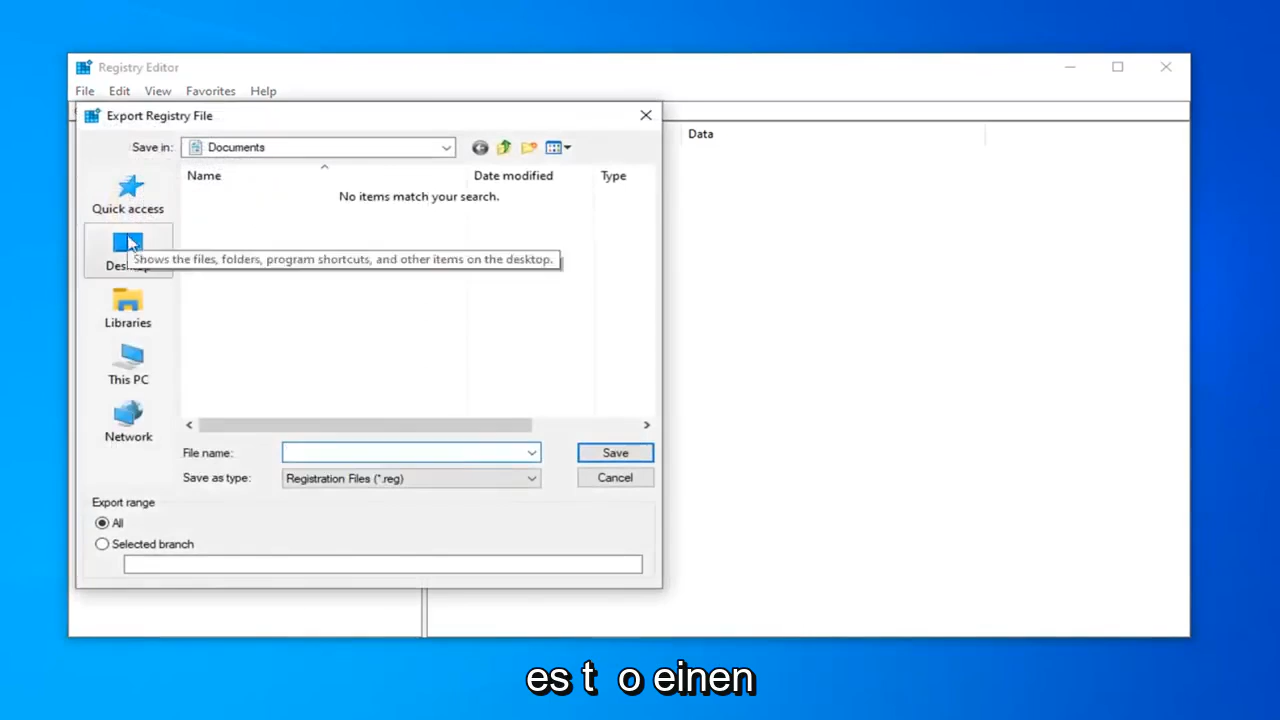 Registry Editor
File Edit View Favorites Help
Export Registry File
Data
Save in: Documents
Name Date modified Type
No items match your search.
Quick access
Shows the files, folders, program shortcuts, and other items on the desktop.
Libraries
This PC
Network
File name: Save
Save as type: Registration Files (*.reg) Cancel
Export range
All
Selected branch
es t o einen